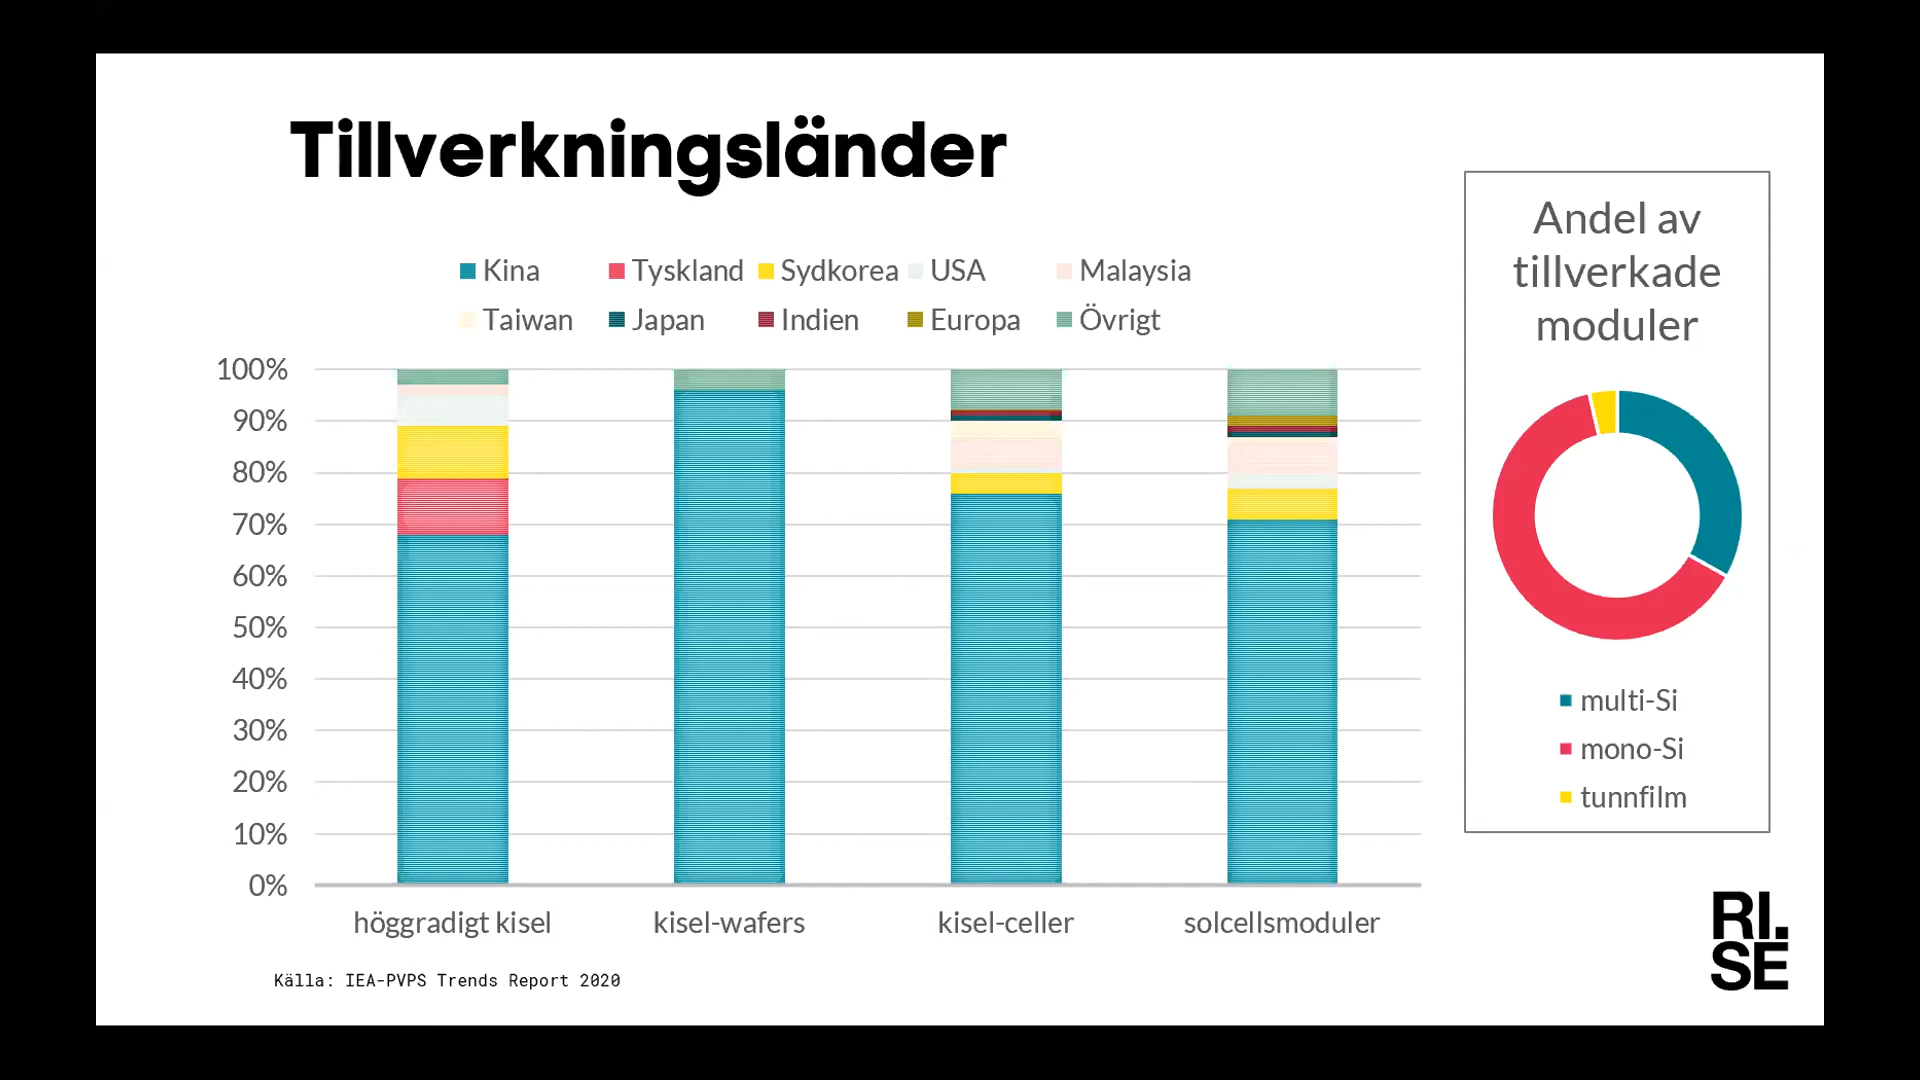 Tillverkningsländer
Kina Tyskland Sydkorea USA Malaysia
Taiwan Japan Indien Europa Övrigt
100%
90%
80%
70%
60%
50%
40%
30%
20%
10%
0%
höggradigt kisel kisel-wafers kisel-celler solcellsmoduler
Källa: IEA-PVPS Trends Report 2020
Andel av
tillverkade
moduler
multi-Si
mono-Si
tunnfilm
RI.
SE